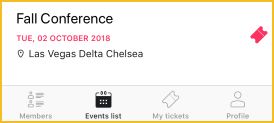 Fall Conference
TUE, 02 OCTOBER 2018
Las Vegas Delta Chelsea
Members Events list My tickets Profile